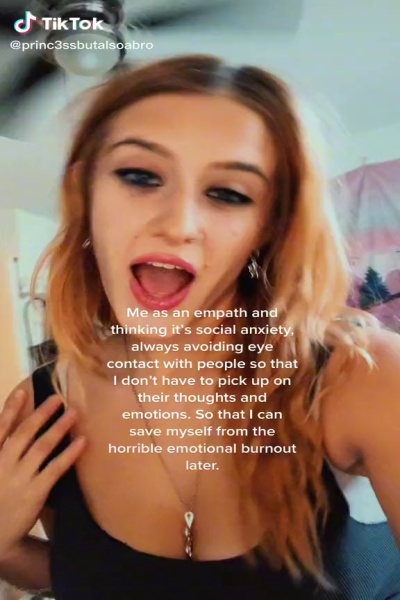 TikTok
@princ3ssbutalsoabro
Me as an empath and
thinking it's social anxiety,
always avoiding eye
contact with people so that
I don't have to pick up on
their thoughts and
emotions. So that I can
save myself from the
horrible emotional burnout
later.